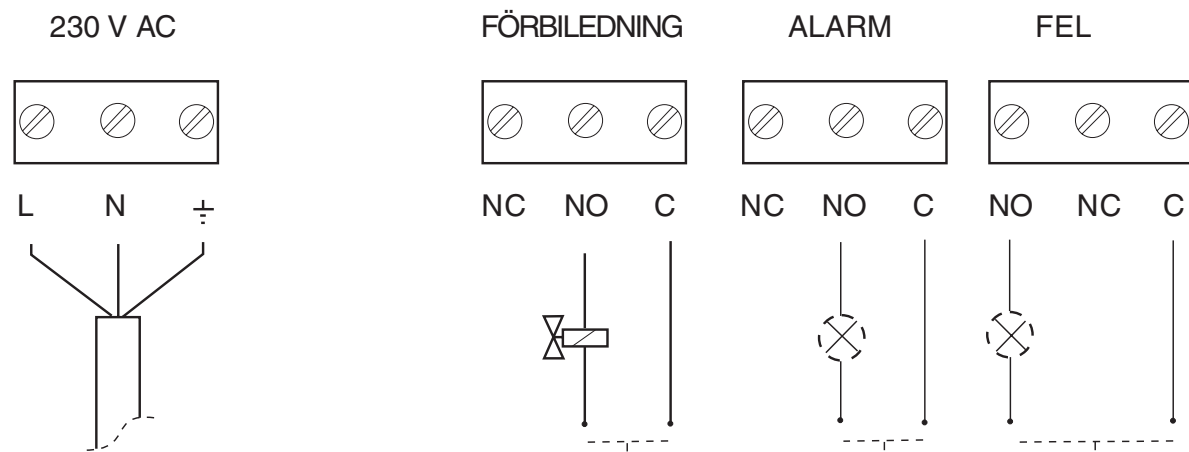 230 V AC FÖRBILEDNING ALARM FEL
L N NC NO C NC NO C NO NC C